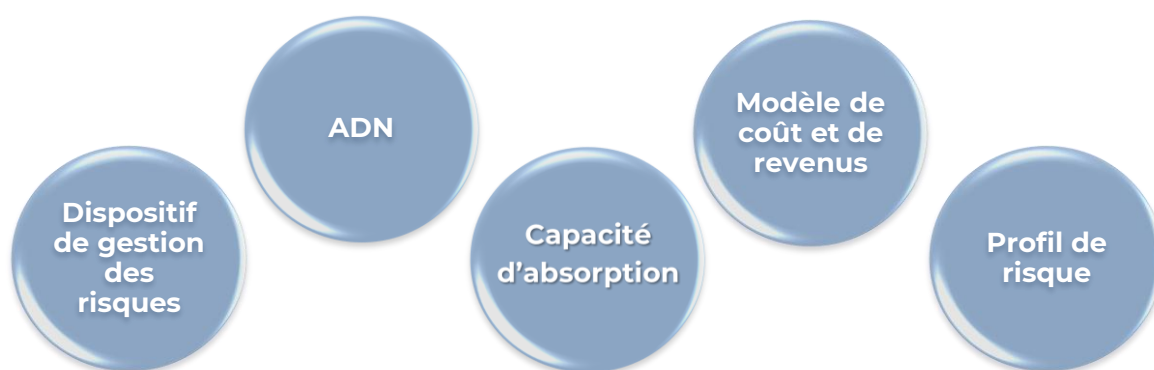 Dispositif
de gestion
des
risques
ADN
Capacité
d'absorption
Modèle de
coût et de
revenus
Profil de
risque